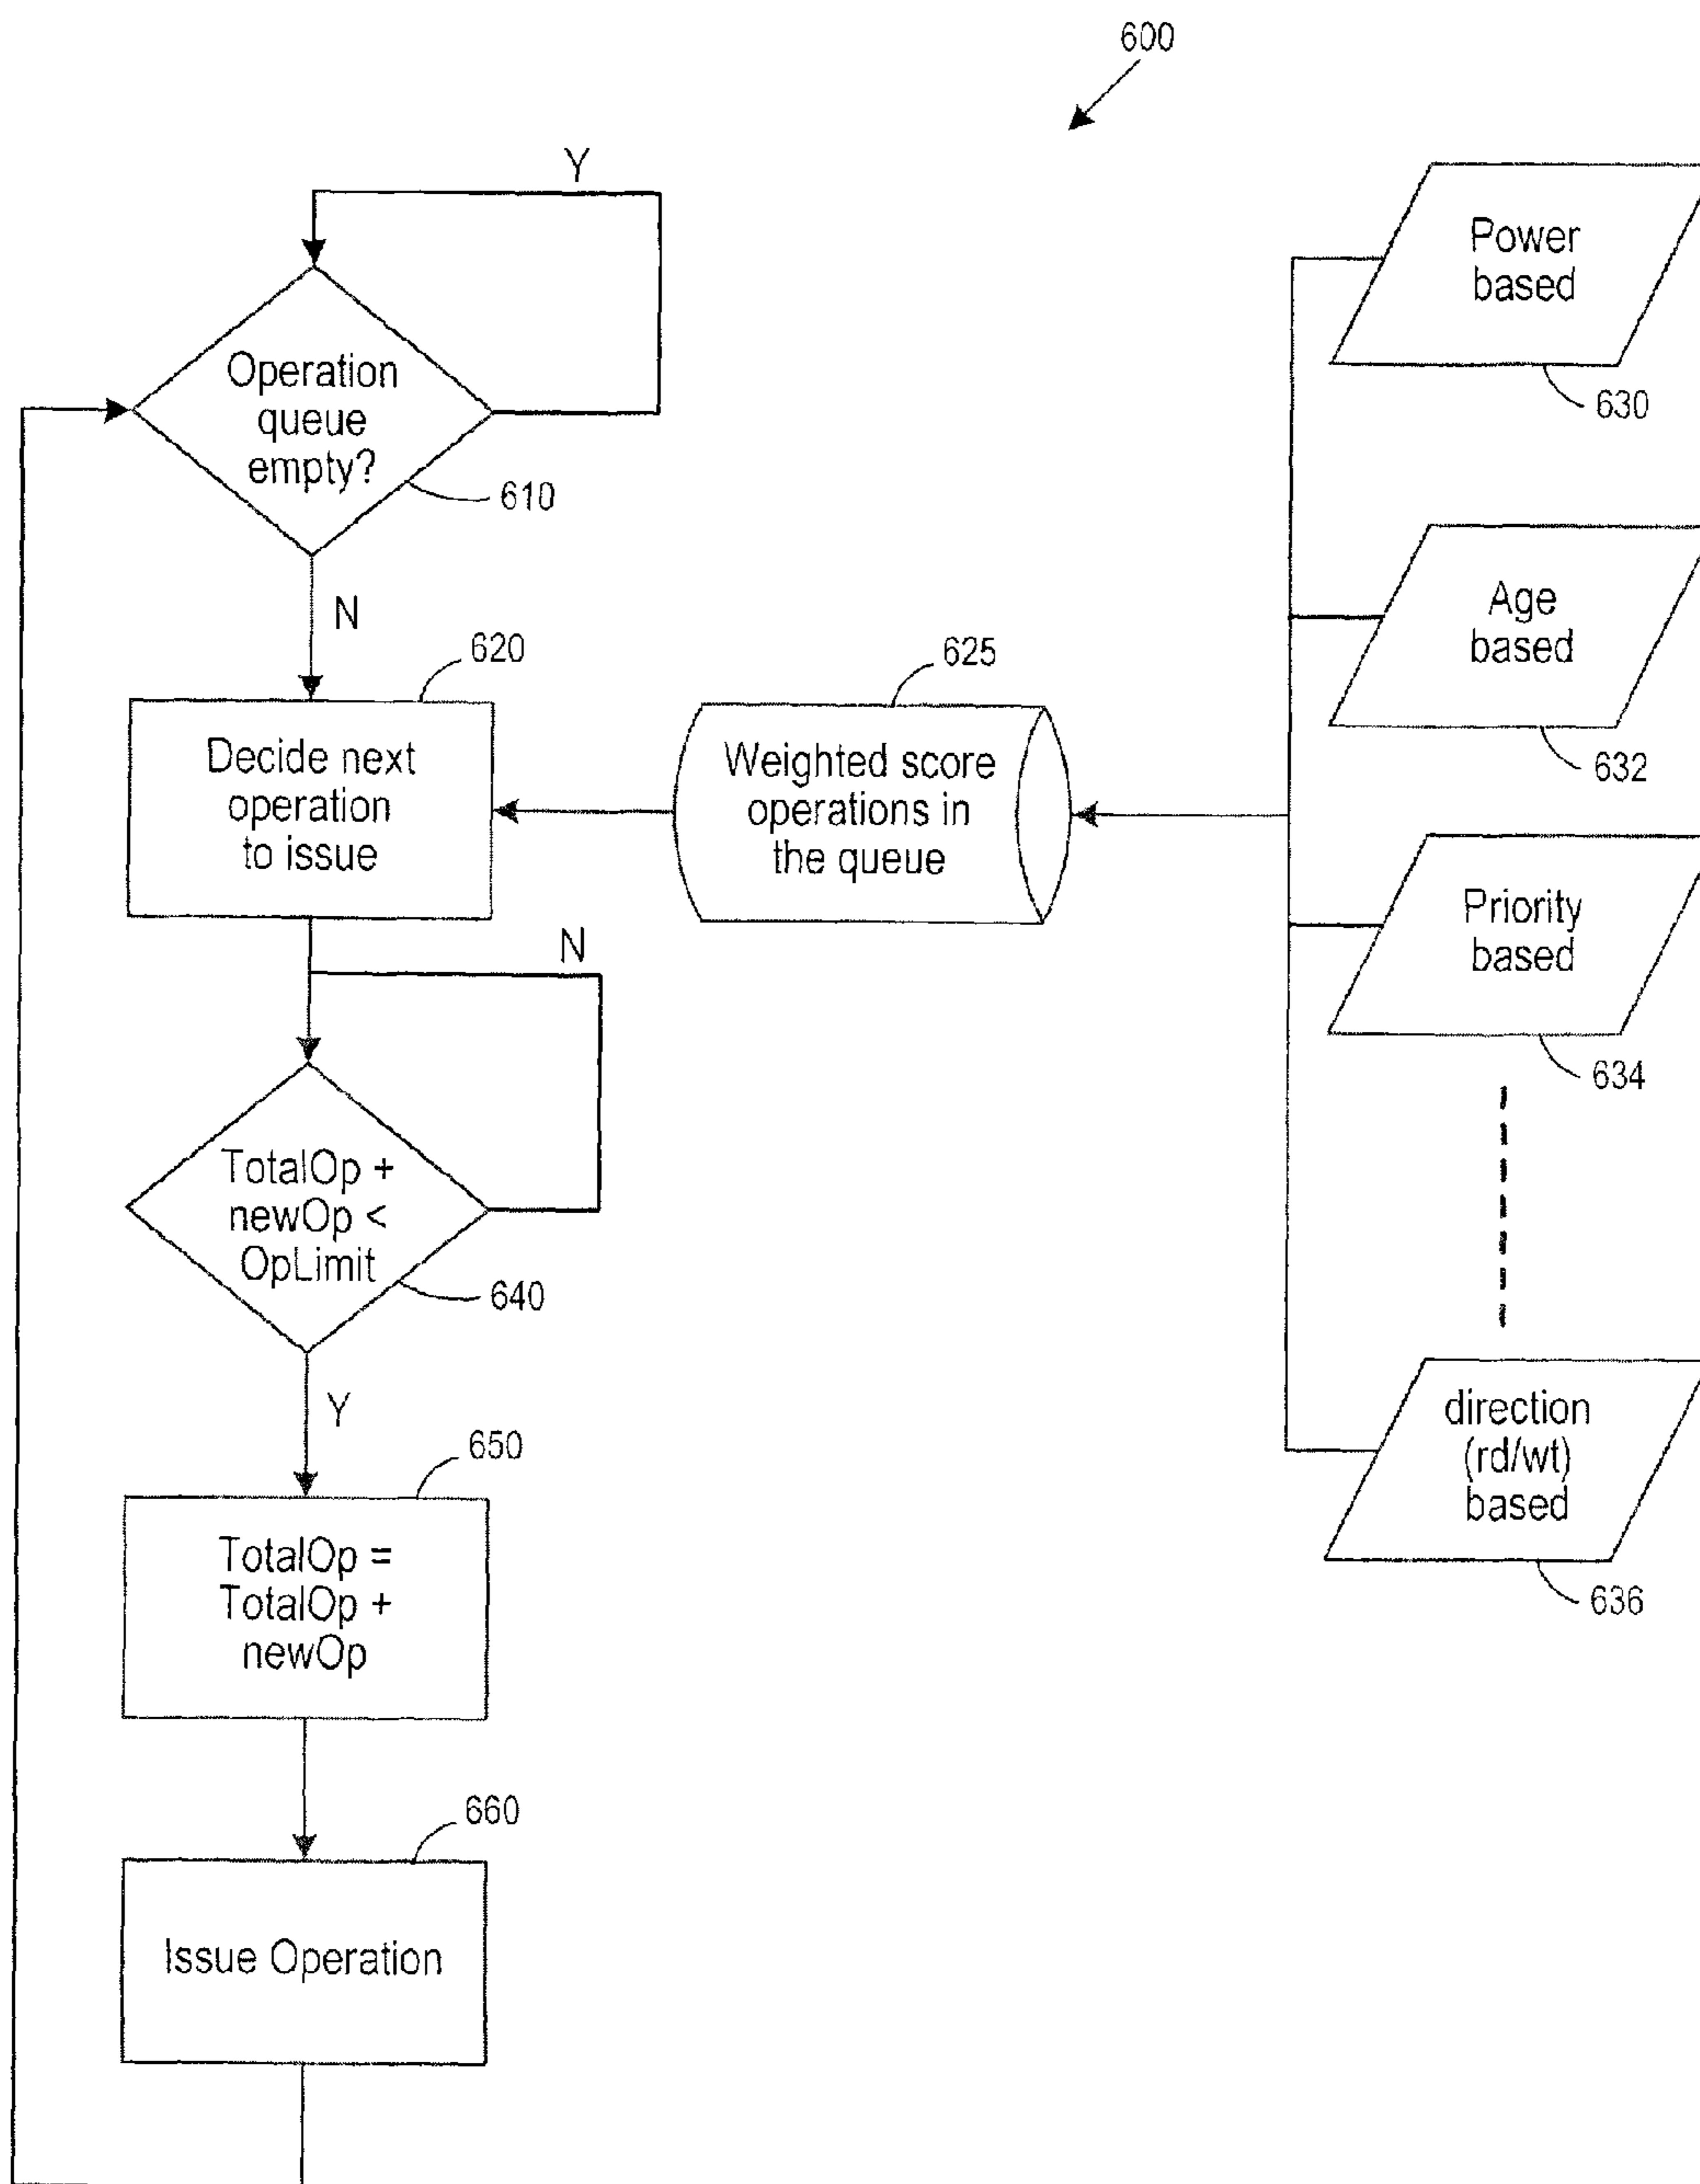 600
Y
Operation
queue
empty?
610
N
620
Decide next
operation
to issue
625
Weighted score
operations in
the queue
Power
based
630
Age
based
632
Priority
based
634
direction
(rd/wt)
based
636
N
TotalOp +
newOp <
OpLimit
640
Y
650
TotalOp =
TotalOp +
newOp
660
Issue Operation